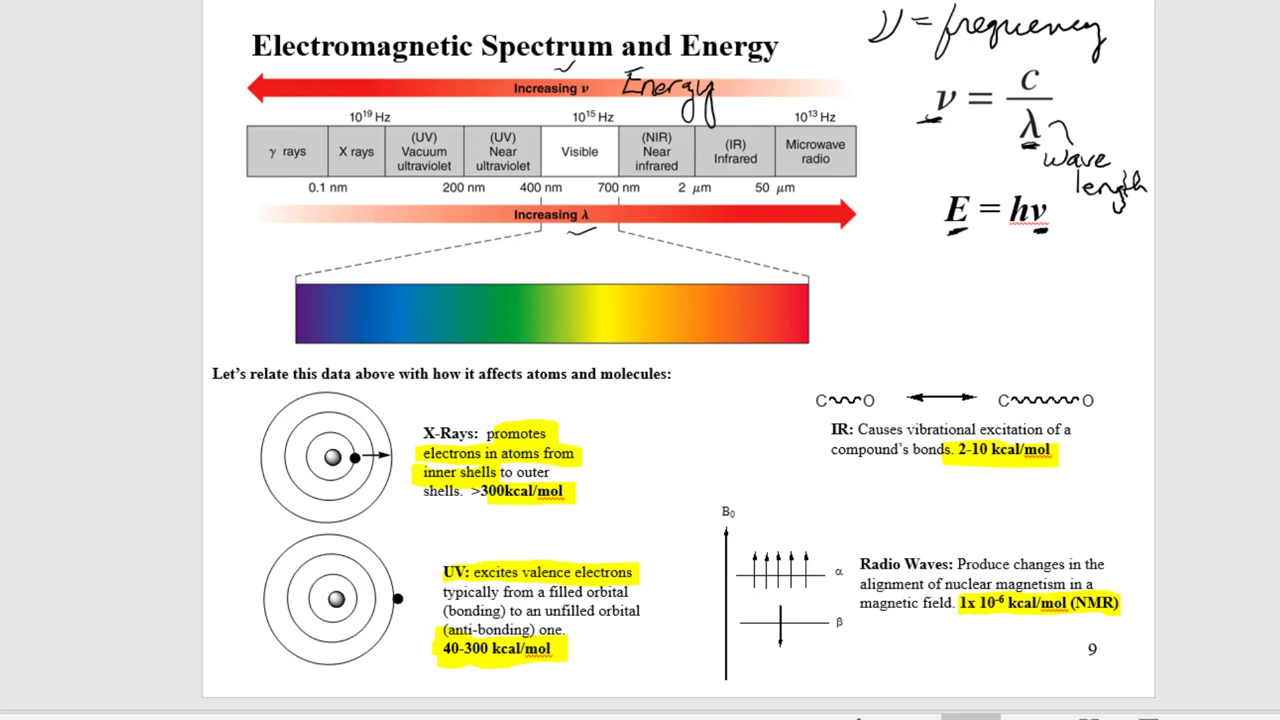 ν = frequency
Electromagnetic Spectrum and Energy
Increasing ν Energy
ν = c / λ
wave
length
10¹⁹ Hz 10¹⁵ Hz 10¹³ Hz
γ rays
X rays
(UV)
Vacuum
ultraviolet
(UV)
Near
ultraviolet
Visible
(NIR)
Near
infrared
(IR)
Infrared
Microwave
radio
0.1 nm 200 nm 400 nm 700 nm 2 μm 50 μm
Increasing λ
E = hν
Let's relate this data above with how it affects atoms and molecules:
X-Rays: promotes
electrons in atoms from
inner shells to outer
shells. >300kcal/mol
C O C O
IR: Causes vibrational excitation of a
compound's bonds. 2-10 kcal/mol
UV: excites valence electrons
typically from a filled orbital
(bonding) to an unfilled orbital
(anti-bonding) one.
40-300 kcal/mol
B₀
α
β
Radio Waves: Produce changes in the
alignment of nuclear magnetism in a
magnetic field. 1x 10⁻⁶ kcal/mol (NMR)
9